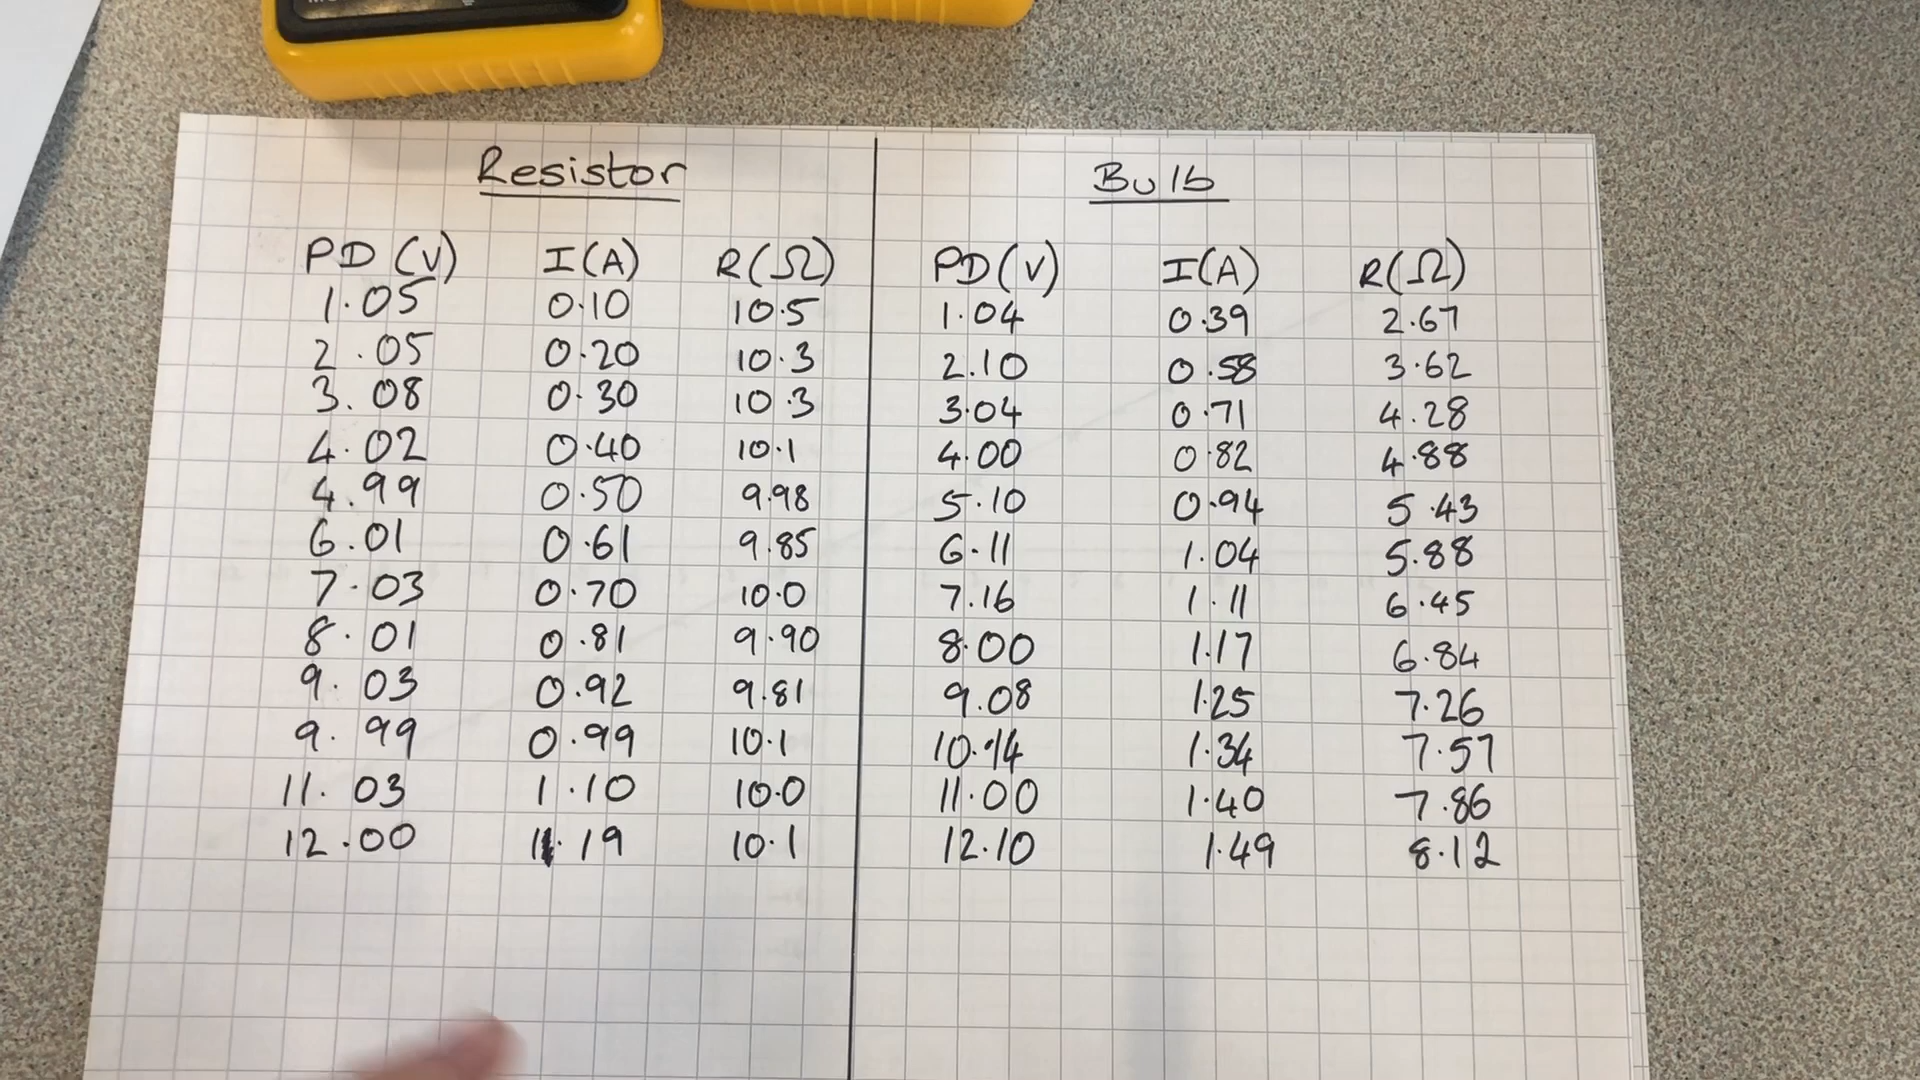 Resistor Bulb
PD (V) I(A) R(Ω) PD(V) I(A) R(Ω)
1.05 0.10 10.5 1.04 0.39 2.67
2.05 0.20 10.3 2.10 0.58 3.62
3.08 0.30 10.3 3.04 0.71 4.28
4.02 0.40 10.1 4.00 0.82 4.88
4.99 0.50 9.98 5.10 0.94 5.43
6.01 0.61 9.85 6.11 1.04 5.88
7.03 0.70 10.0 7.16 1.11 6.45
8.01 0.81 9.90 8.00 1.17 6.84
9.03 0.92 9.81 9.08 1.25 7.26
9.99 0.99 10.1 10.14 1.34 7.57
11.03 1.10 10.0 11.00 1.40 7.86
12.00 1.19 10.1 12.10 1.49 8.12